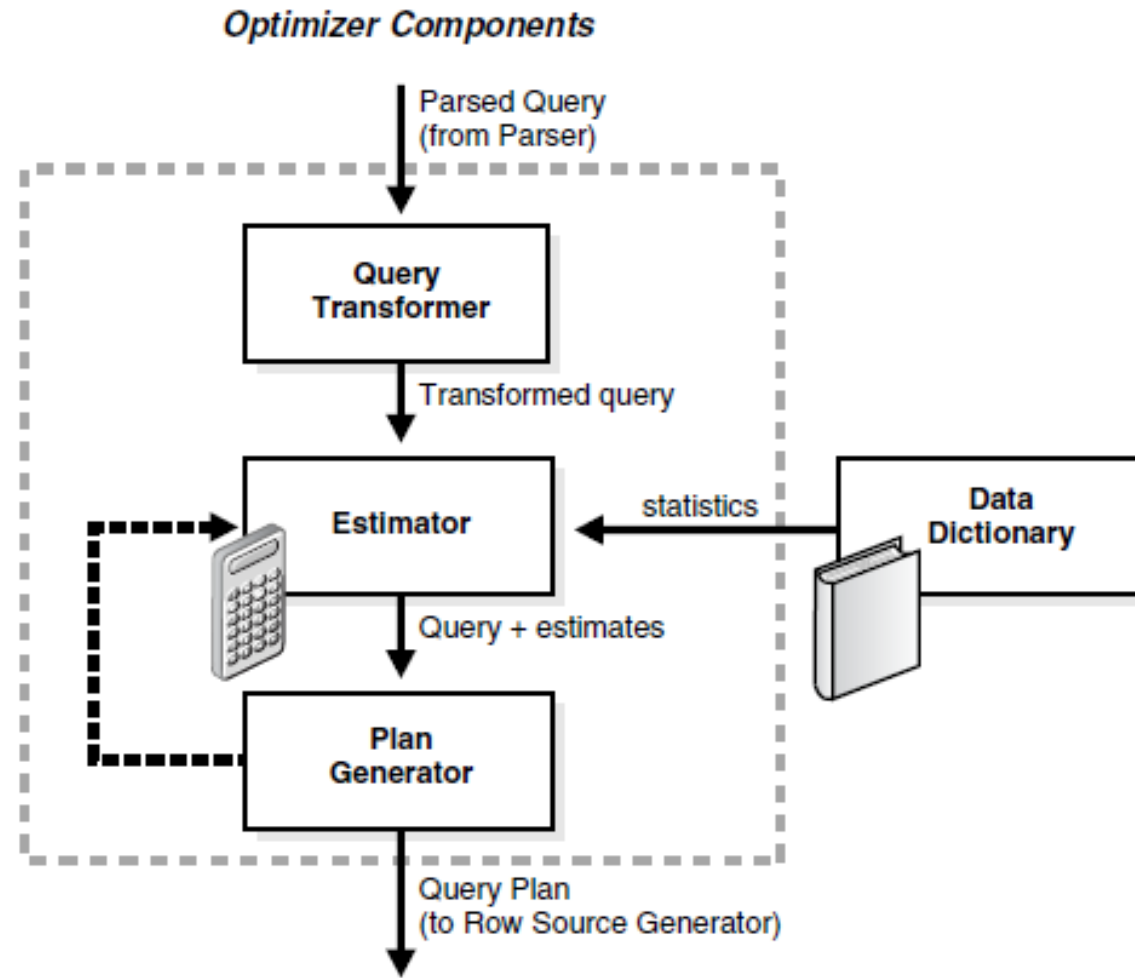 Optimizer Components
Parsed Query
(from Parser)
Query
Transformer
Transformed query
Estimator
statistics
Data
Dictionary
Query + estimates
Plan
Generator
Query Plan
(to Row Source Generator)